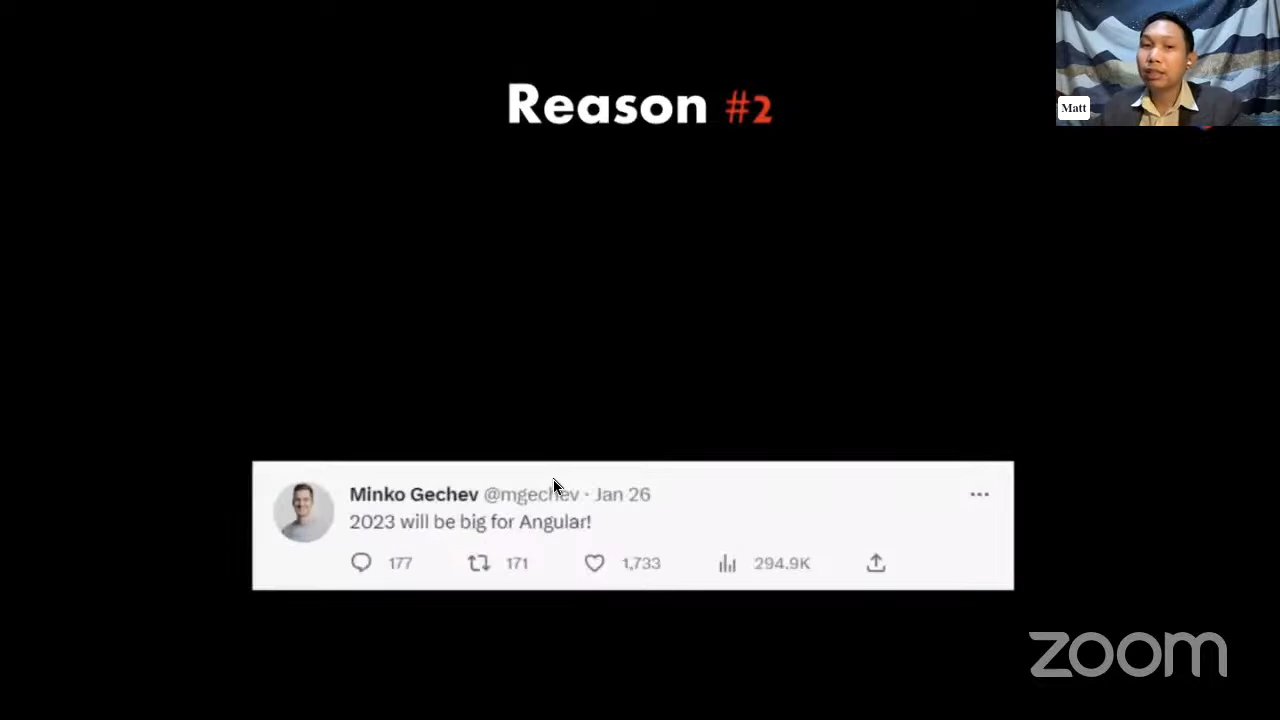 Reason #2
Matt
Minko Gechev @mgechev · Jan 26
2023 will be big for Angular!
177 171 1,733 294.9K
zoom